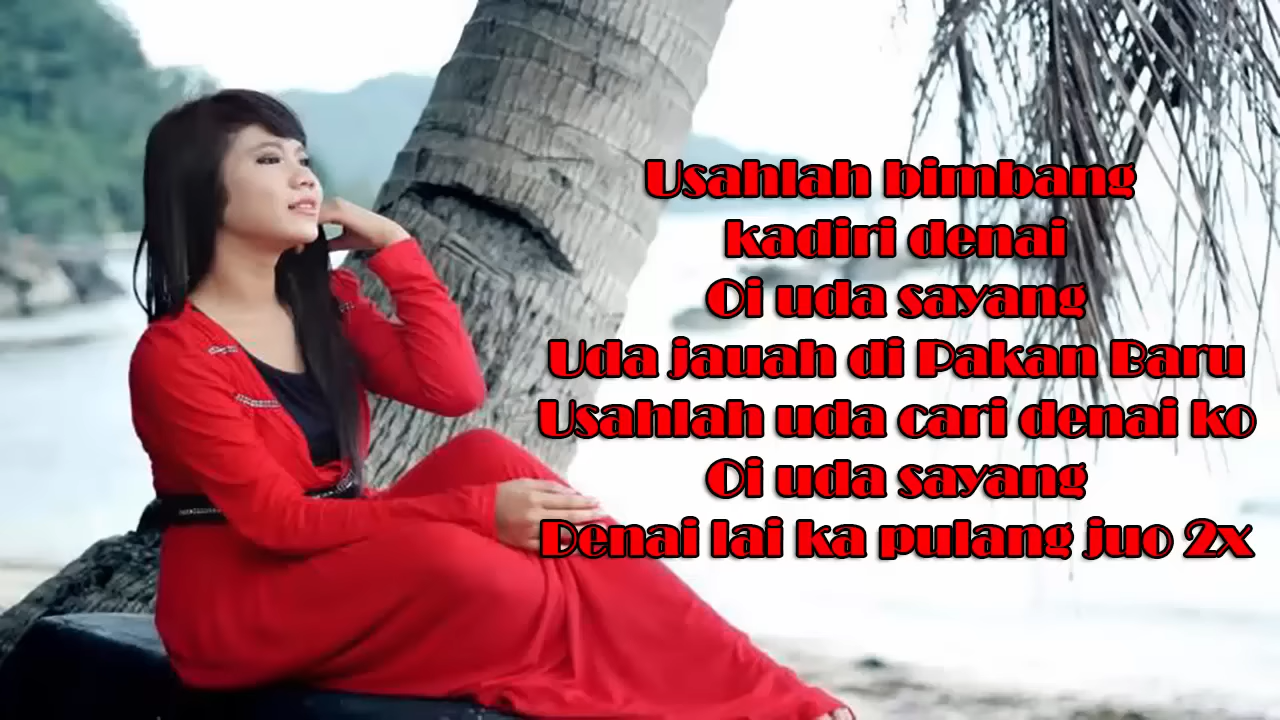 Usahlah bimbang
kadiri denai
Oi uda sayang
Uda jauah di Pakan Baru
Usahlah uda cari denai ko
Oi uda sayang
Denai lai ka pulang juo 2x